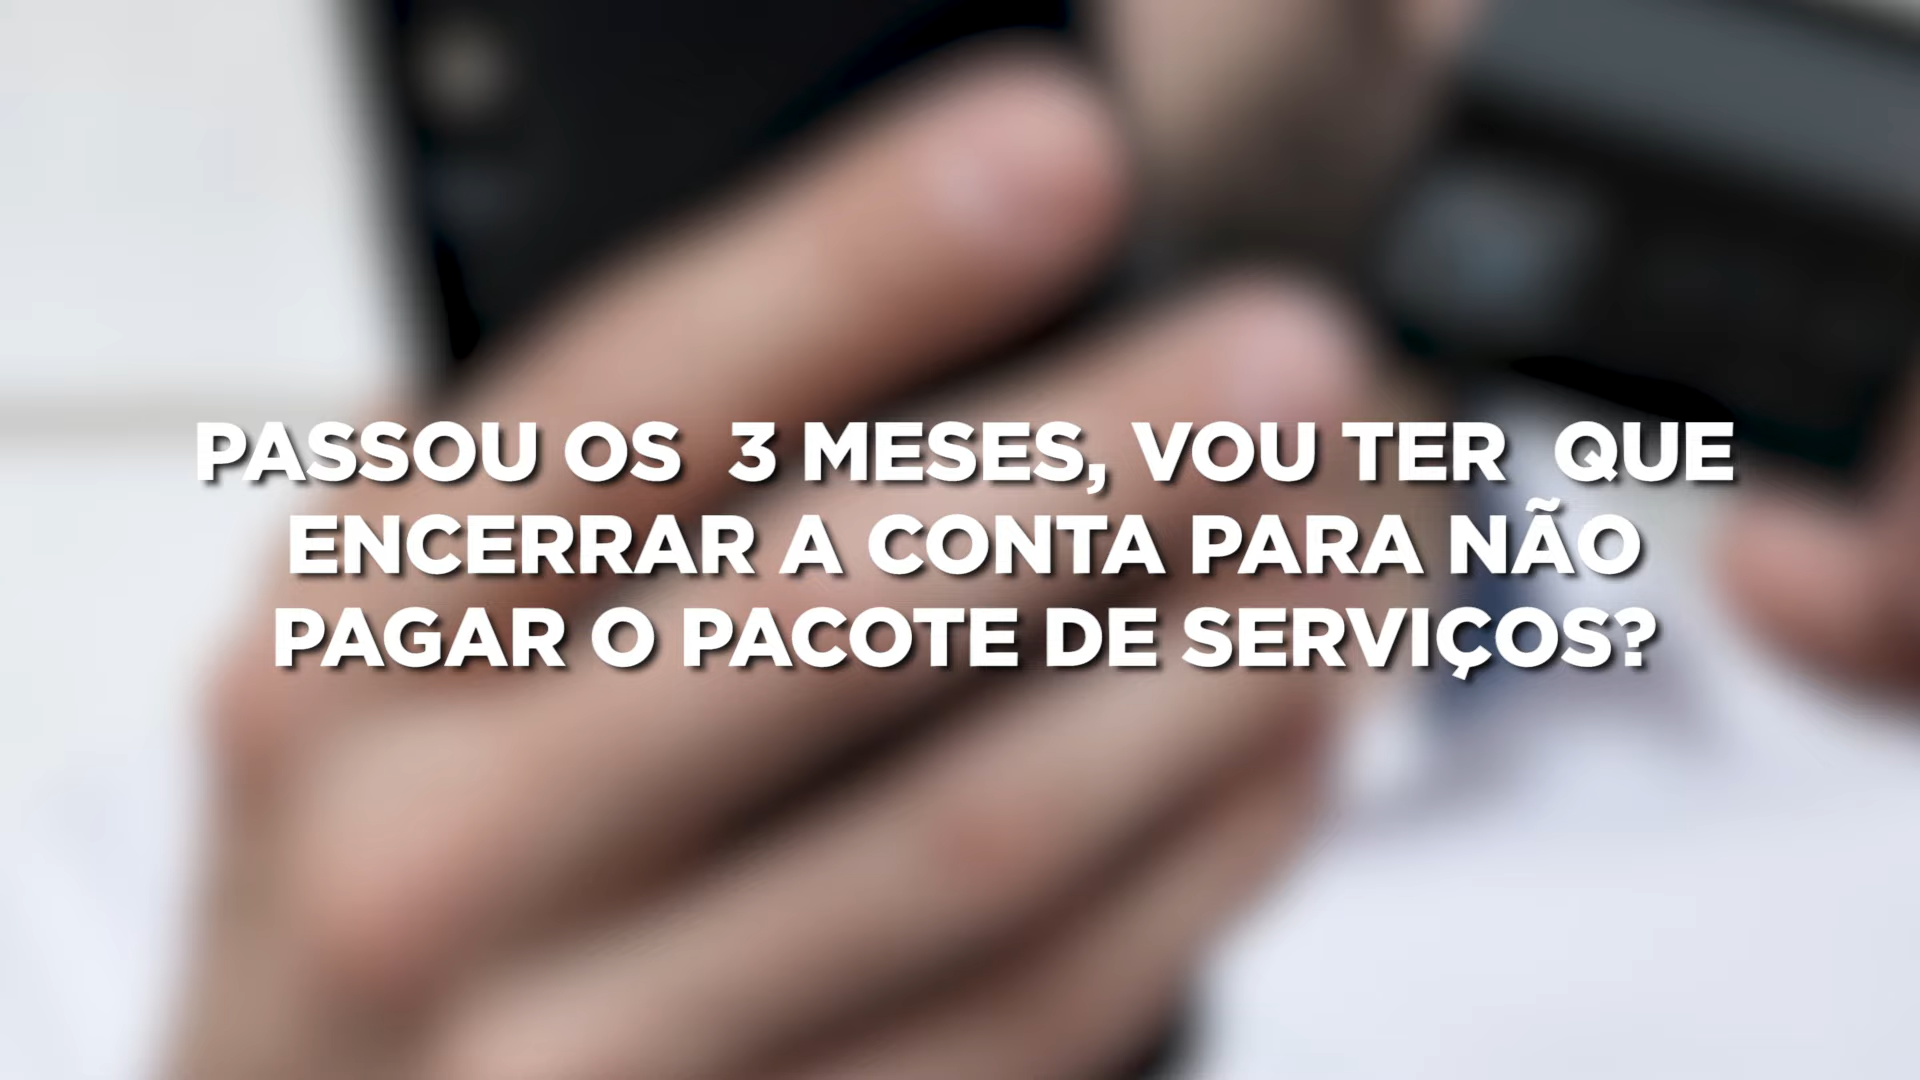 PASSOU OS 3 MESES, VOU TER QUE
ENCERRAR A CONTA PARA NÃO
PAGAR O PACOTE DE SERVIÇOS?